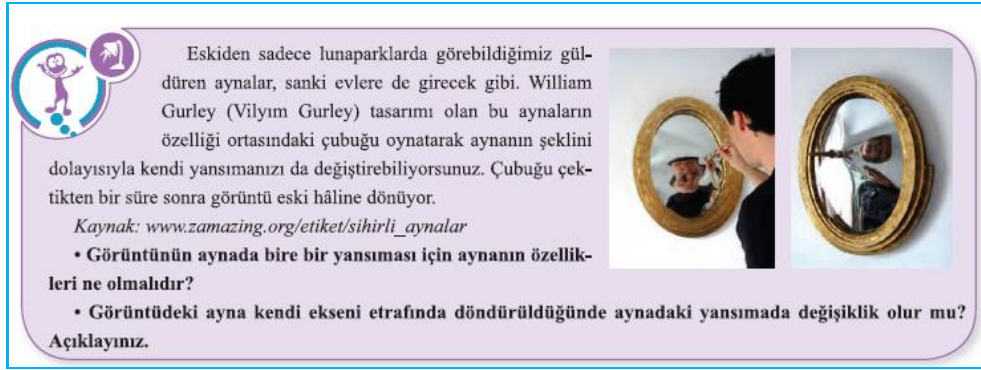 Eskiden sadece lunaparklarda görebildiğimiz gül-
düren aynalar, sanki evlere de girecek gibi. William
Gurley (Vilyım Gurley) tasarımı olan bu aynaların
özelliği ortasındaki çubuğu oynatarak aynanın şeklini
dolayısıyla kendi yansımanızı da değiştirebiliyorsunuz. Çubuğu çek-
tikten bir süre sonra görüntü eski hâline dönüyor.
Kaynak: www.zamazing.org/etiket/sihirli_aynalar
• Görüntünün aynada bire bir yansıması için aynanın özellik-
leri ne olmalıdır?
• Görüntüdeki ayna kendi ekseni etrafında döndürüldüğünde aynadaki yansımada değişiklik olur mu?
Açıklayınız.